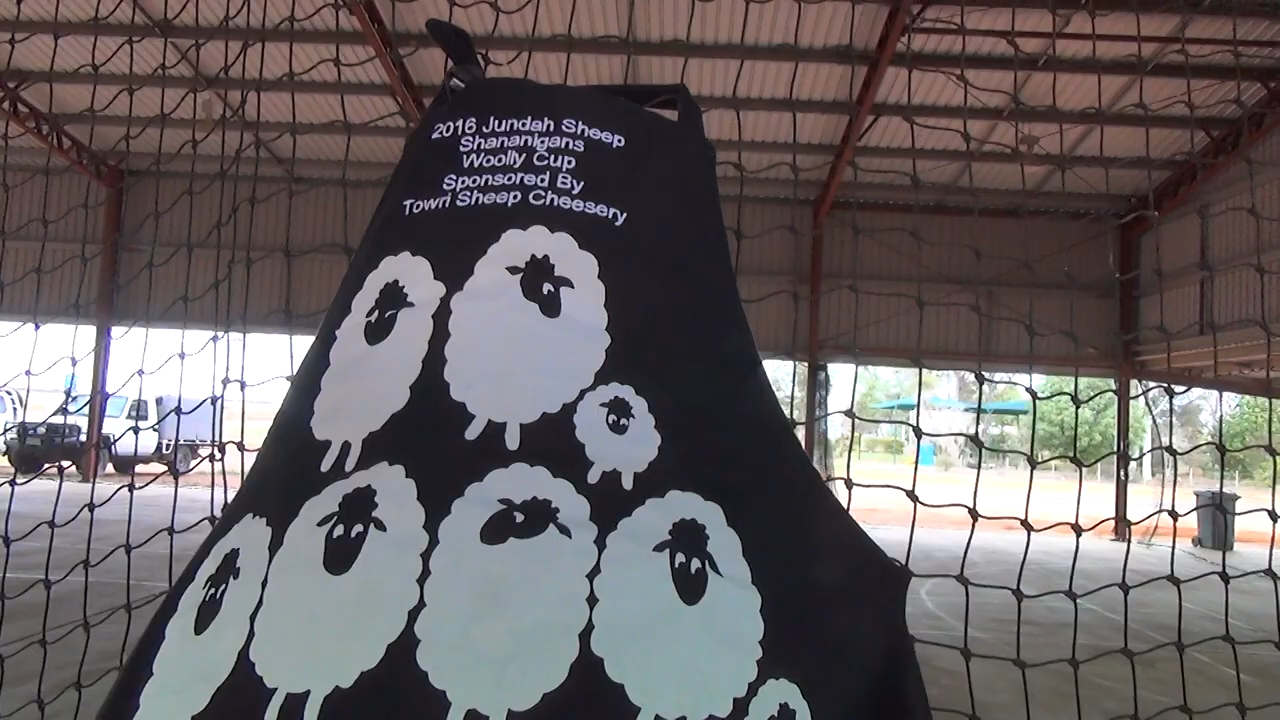 2016 Jundah Sheep
Shananigans
Woolly Cup
Sponsored By
Towri Sheep Cheesery